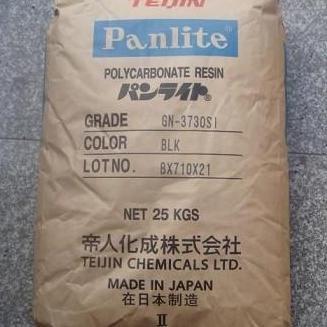 TEIJIN
Panlite®
POLYCARBONATE RESIN
パンライト®
GRADE GN-3730SI
COLOR BLK
LOT NO. BX710X21
NET 25 KGS
帝人化成株式会社
TEIJIN CHEMICALS LTD.
MADE IN JAPAN
在日本制造
II